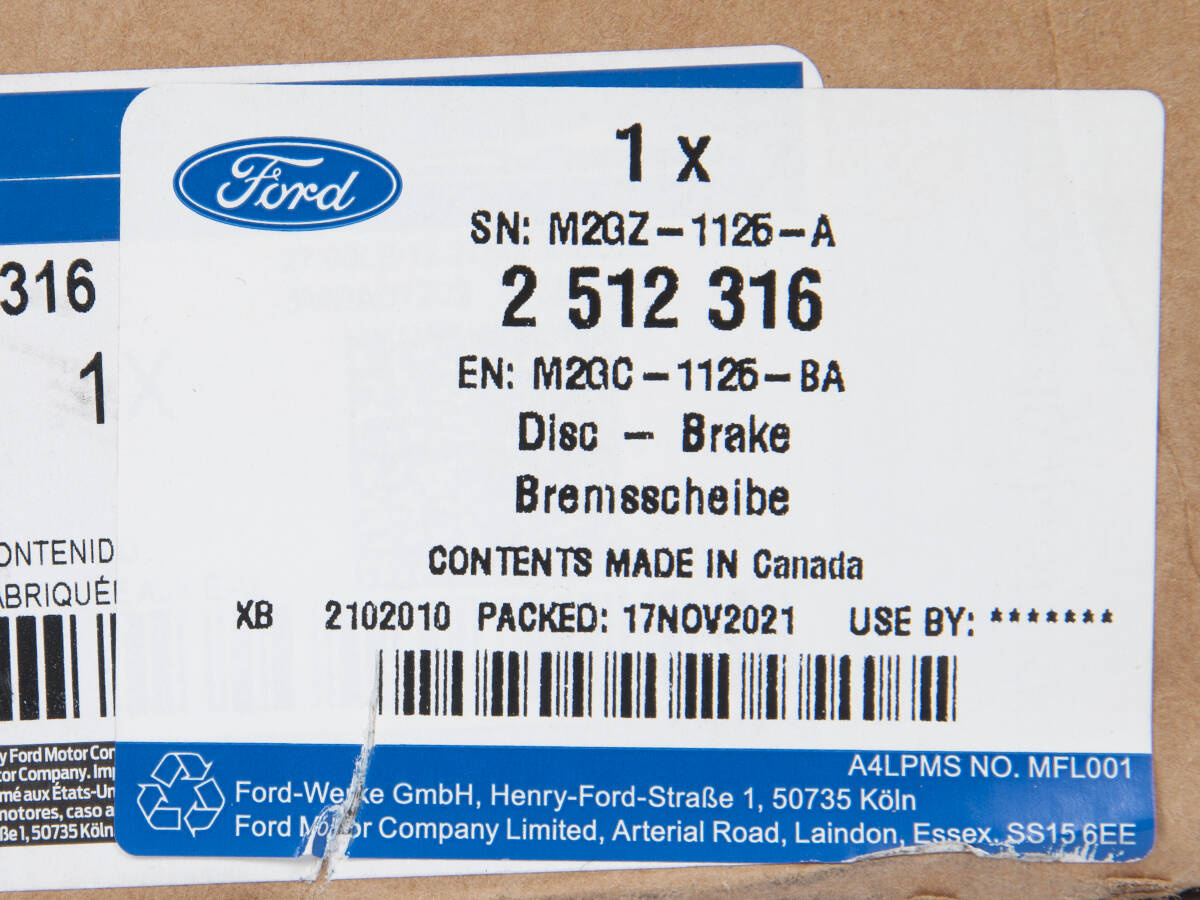 Ford
1 x
SN: M2GZ-1125-A
2 512 316
EN: M2GC-1125-BA
Disc - Brake
Bremsscheibe
CONTENTS MADE IN Canada
XB 2102010 PACKED: 17NOV2021 USE BY: *******
A4LPMS NO. MFL001
Ford-Werke GmbH, Henry-Ford-Straße 1, 50735 Köln
Ford Motor Company Limited, Arterial Road, Laindon, Essex. SS15 6EE
316
1
ONTENID
ABRIQUÉ
y Ford Motor Cor
tor Company. Imp
mé aux États-Un
motores, caso a
ße 1, 50735 Köln